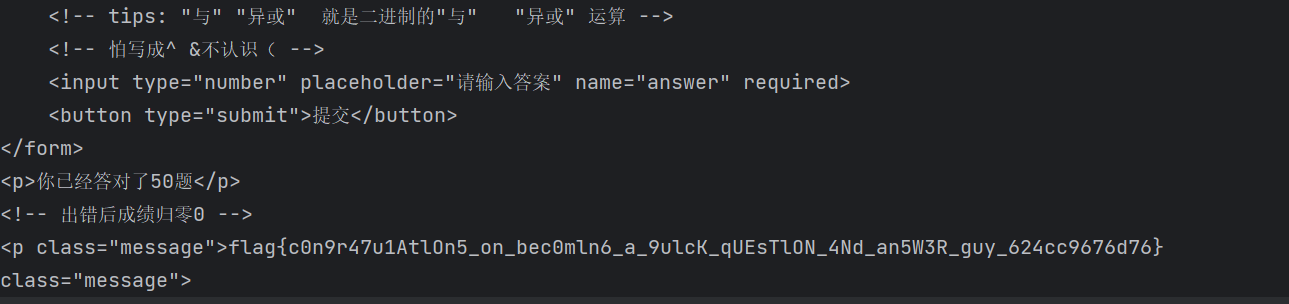 <!-- tips: "与" "异或"  就是二进制的"与"   "异或" 运算 -->
<!-- 怕写成^ &不认识（ -->
<input type="number" placeholder="请输入答案" name="answer" required>
<button type="submit">提交</button>
</form>
<p>你已经答对了50题</p>
<!-- 出错后成绩归零0 -->
<p class="message">flag{c0n9r47u1AtlOn5_on_bec0mln6_a_9ulcK_qUEsTlON_4Nd_an5W3R_guy_624cc9676d76}
class="message">